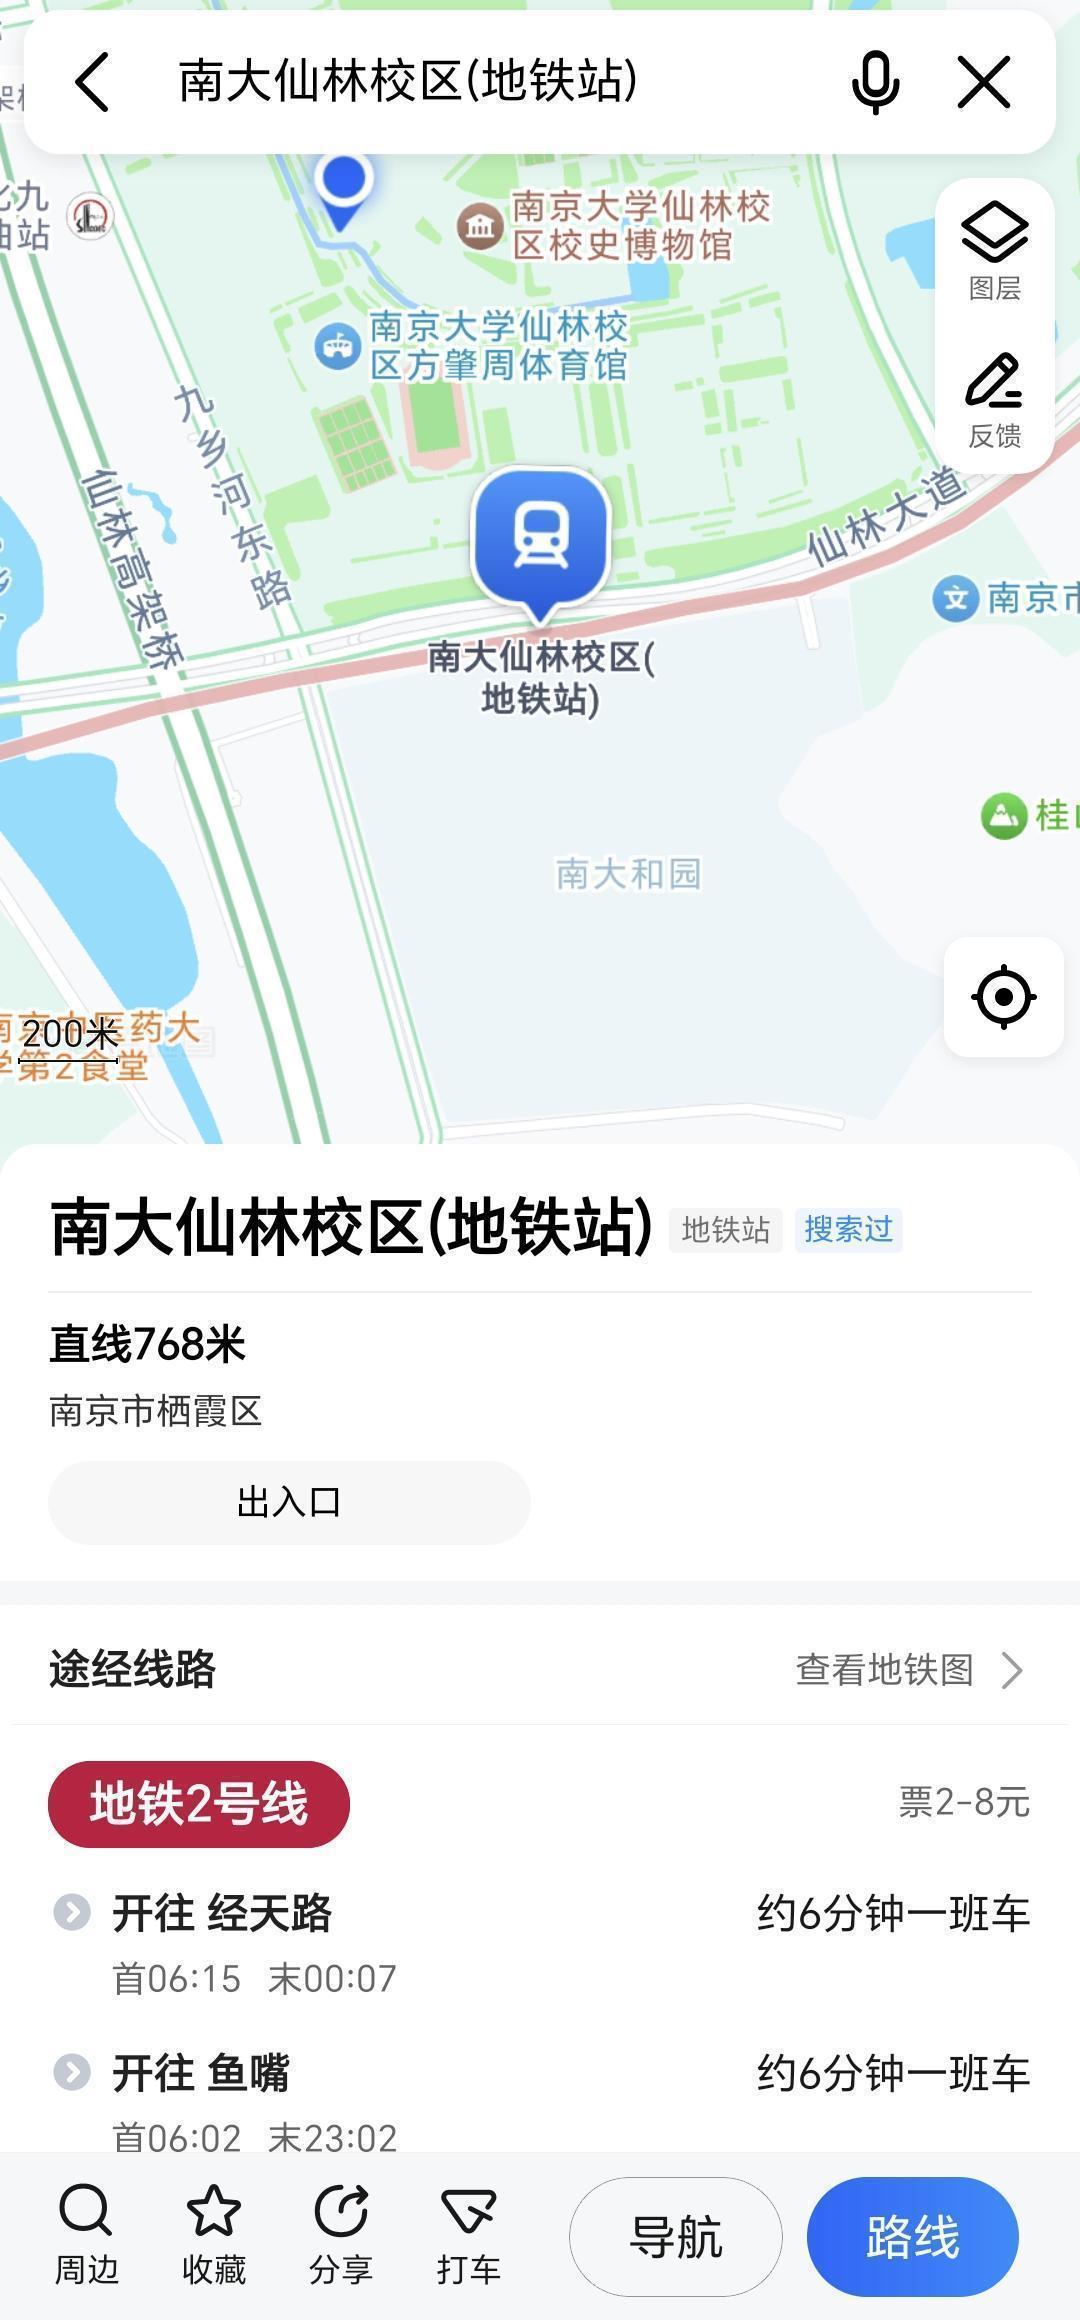 南大仙林校区(地铁站)
南京大学仙林校
区校史博物馆
图层
南京大学仙林校
区方肇周体育馆
反馈
九乡河东路
仙林高架桥
仙林大道
南京市
南大仙林校区(
地铁站)
桂山
南大和园
南京中医药大
学第2食堂
200米
南大仙林校区(地铁站) 地铁站 搜索过
直线768米
南京市栖霞区
出入口
途经线路 查看地铁图
地铁2号线 票2-8元
开往 经天路 约6分钟一班车
首06:15 末00:07
开往 鱼嘴 约6分钟一班车
首06:02 末23:02
周边 收藏 分享 打车 导航 路线